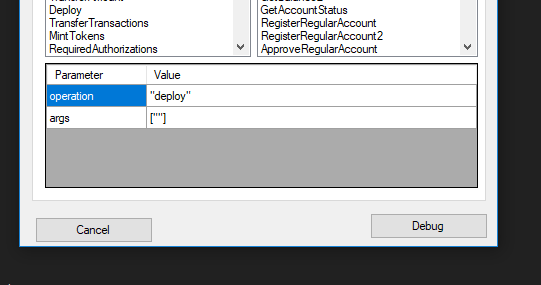 Deploy
TransferTransactions
MintTokens
RequiredAuthorizations
GetAccountStatus
RegisterRegularAccount
RegisterRegularAccount2
ApproveRegularAccount
Parameter Value
operation "deploy"
args [""]
Cancel Debug